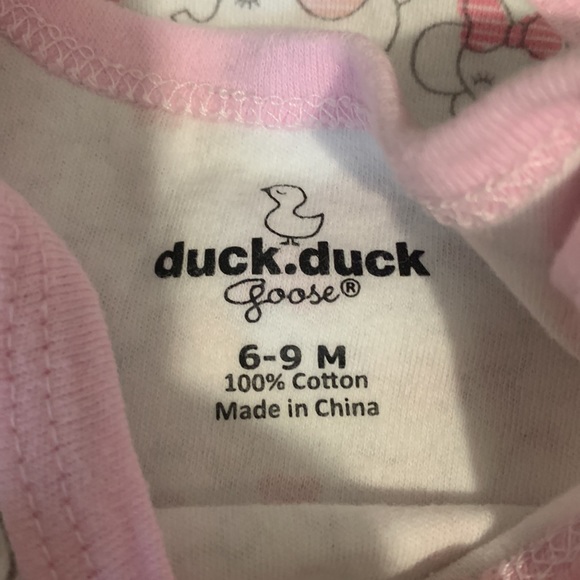 duck.duck
goose®
6-9 M
100% Cotton
Made in China